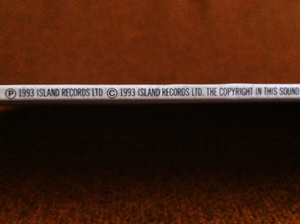 ℗ 1993 ISLAND RECORDS LTD © 1993 ISLAND RECORDS LTD. THE COPYRIGHT IN THIS SOUND